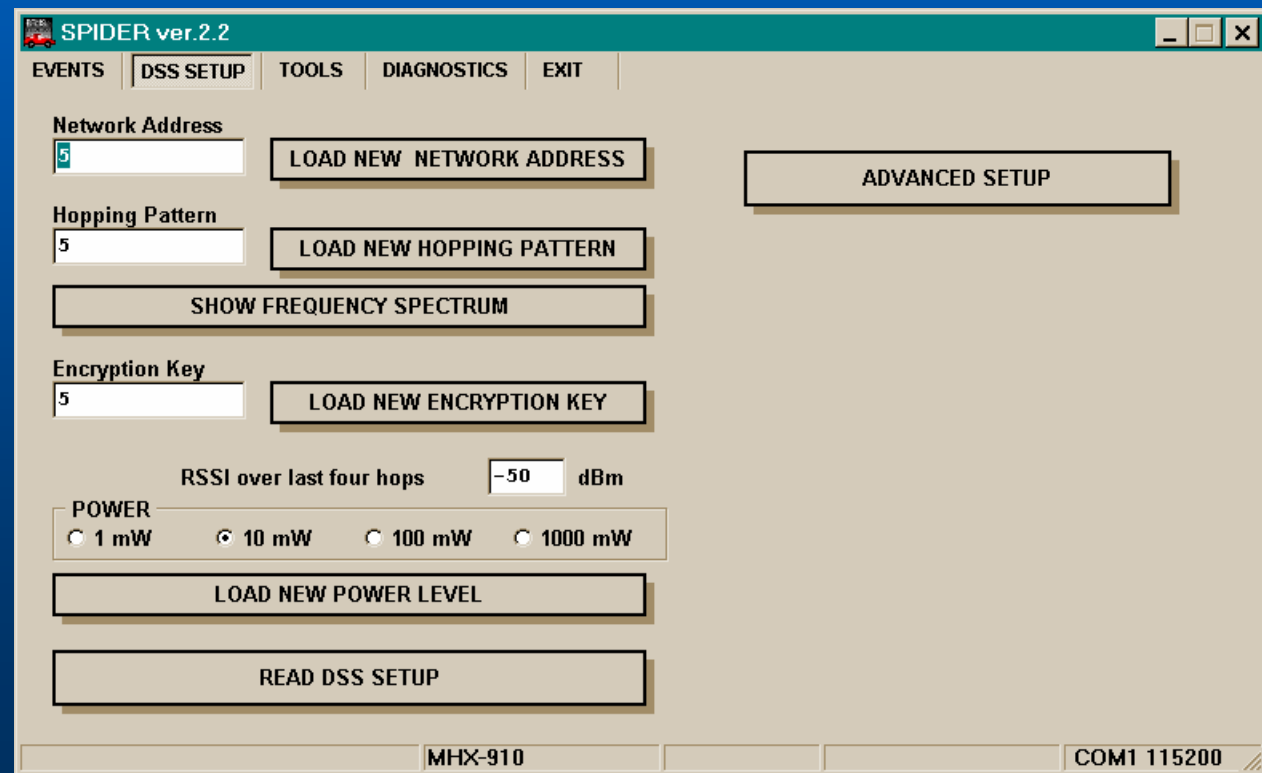 SPIDER ver.2.2
EVENTS DSS SETUP TOOLS DIAGNOSTICS EXIT
Network Address
5 LOAD NEW NETWORK ADDRESS
ADVANCED SETUP
Hopping Pattern
5 LOAD NEW HOPPING PATTERN
SHOW FREQUENCY SPECTRUM
Encryption Key
5 LOAD NEW ENCRYPTION KEY
RSSI over last four hops -50 dBm
POWER
1 mW 10 mW 100 mW 1000 mW
LOAD NEW POWER LEVEL
READ DSS SETUP
MHX-910 COM1 115200